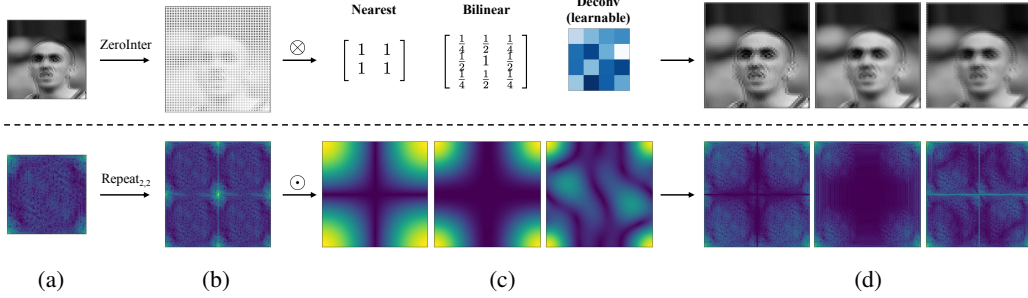 ZeroInter
⊗
Nearest
[1 1
1 1]
Bilinear
[1/4 1/2 1/4
1/2 1 1/2
1/4 1/2 1/4]
Deconv
(learnable)
Repeat2,2
⊙
(a) (b) (c) (d)